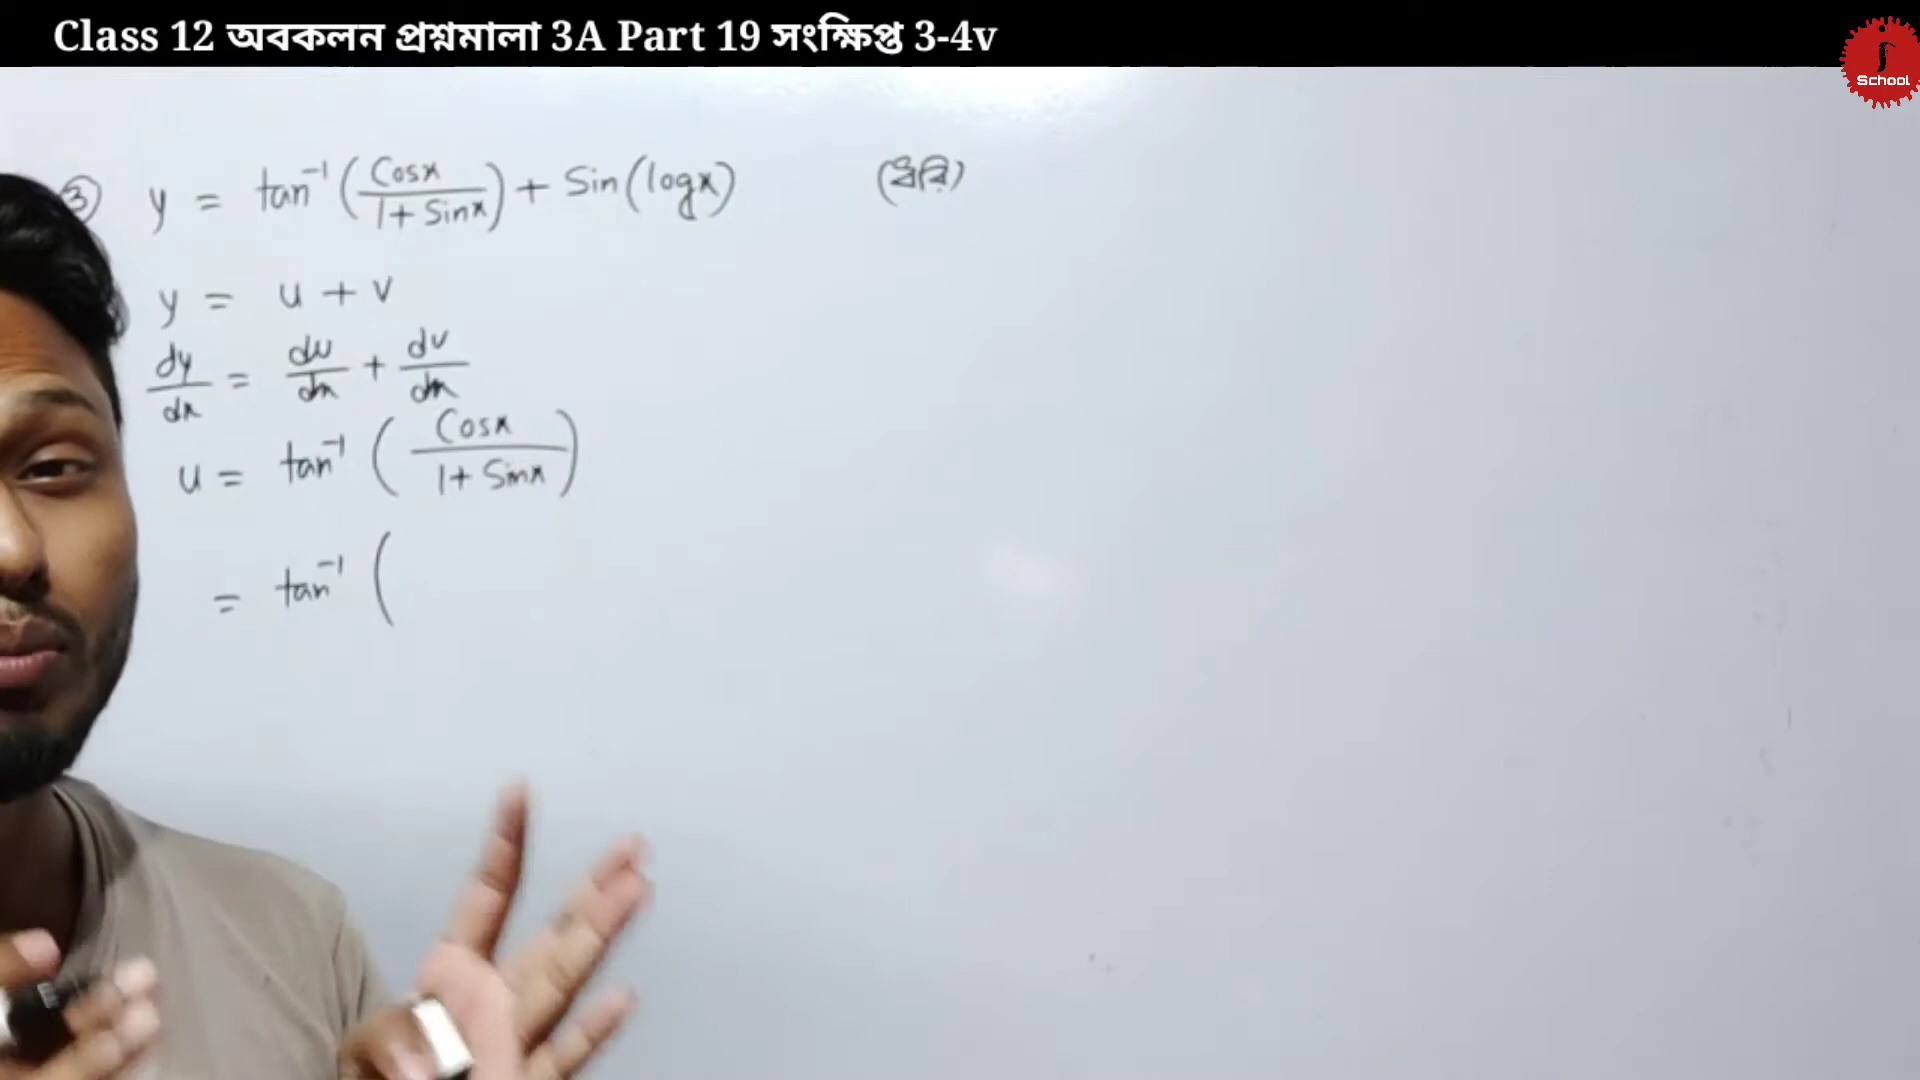 Class 12 অবকলন প্রশ্নমালা 3A Part 19 সংক্ষিপ্ত 3-4v
School
③ y = tan⁻¹ (Cosx / 1 + Sinx) + Sin (logx) (ধরি)
y = u + v
dy/dx = du/dx + dv/dx
u = tan⁻¹ (Cosx / 1 + Sinx)
= tan⁻¹ (